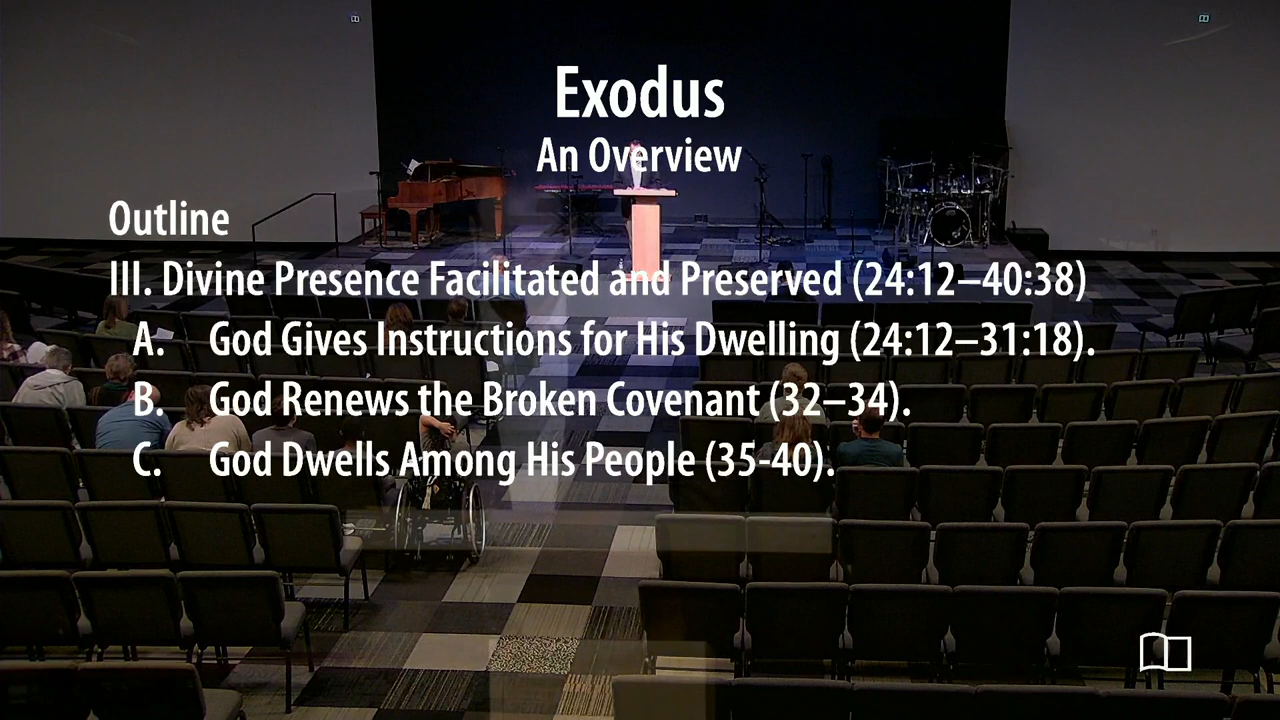 Exodus
An Overview
Outline
III. Divine Presence Facilitated and Preserved (24:12–40:38)
A. God Gives Instructions for His Dwelling (24:12–31:18).
B. God Renews the Broken Covenant (32–34).
C. God Dwells Among His People (35-40).